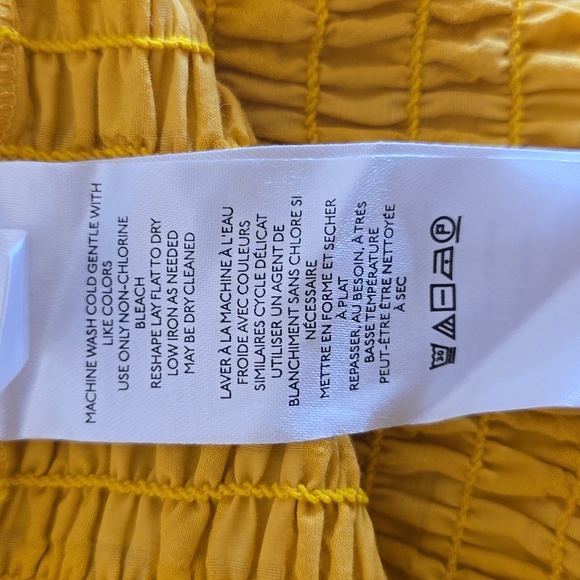 MACHINE WASH COLD GENTLE WITH
LIKE COLORS
USE ONLY NON-CHLORINE
BLEACH
RESHAPE LAY FLAT TO DRY
LOW IRON AS NEEDED
MAY BE DRY CLEANED
LAVER À LA MACHINE À L'EAU
FROIDE AVEC COULEURS
SIMILAIRES CYCLE DÉLICAT
UTILISER UN AGENT DE
BLANCHIMENT SANS CHLORE SI
NÉCESSAIRE
METTRE EN FORME ET SECHER
À PLAT
REPASSER, AU BESOIN, À TRÉS
BASSE TEMPÉRATURE
PEUT-ÊTRE ÊTRE NETTOYÉE
À SEC
30 P